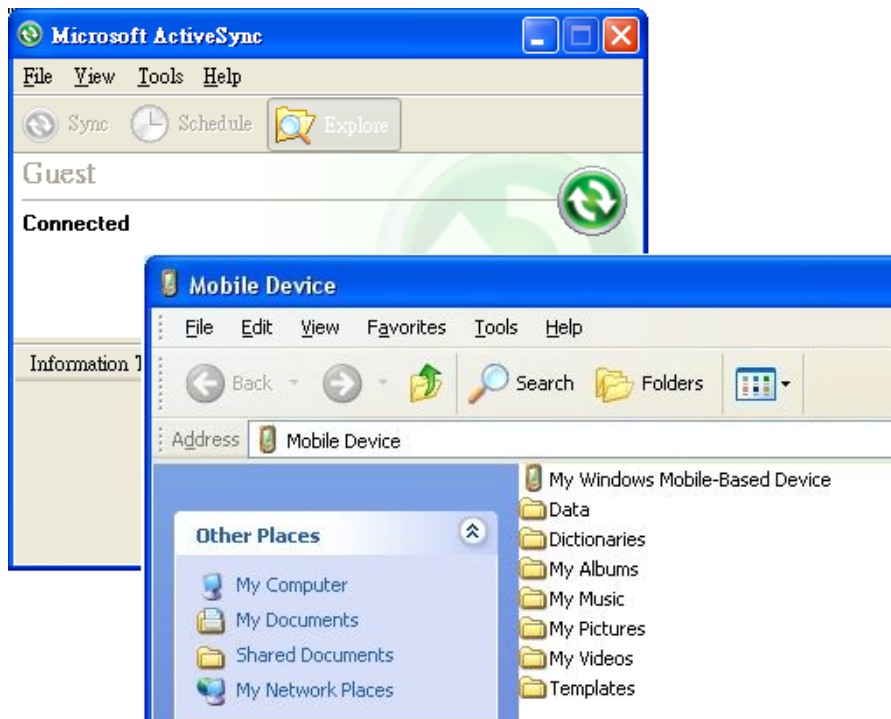 Microsoft ActiveSync
File View Tools Help
Sync Schedule Explore
Guest
Connected
Information
Mobile Device
File Edit View Favorites Tools Help
Back Search Folders
Address Mobile Device
Other Places
My Computer
My Documents
Shared Documents
My Network Places
My Windows Mobile-Based Device
Data
Dictionaries
My Albums
My Music
My Pictures
My Videos
Templates